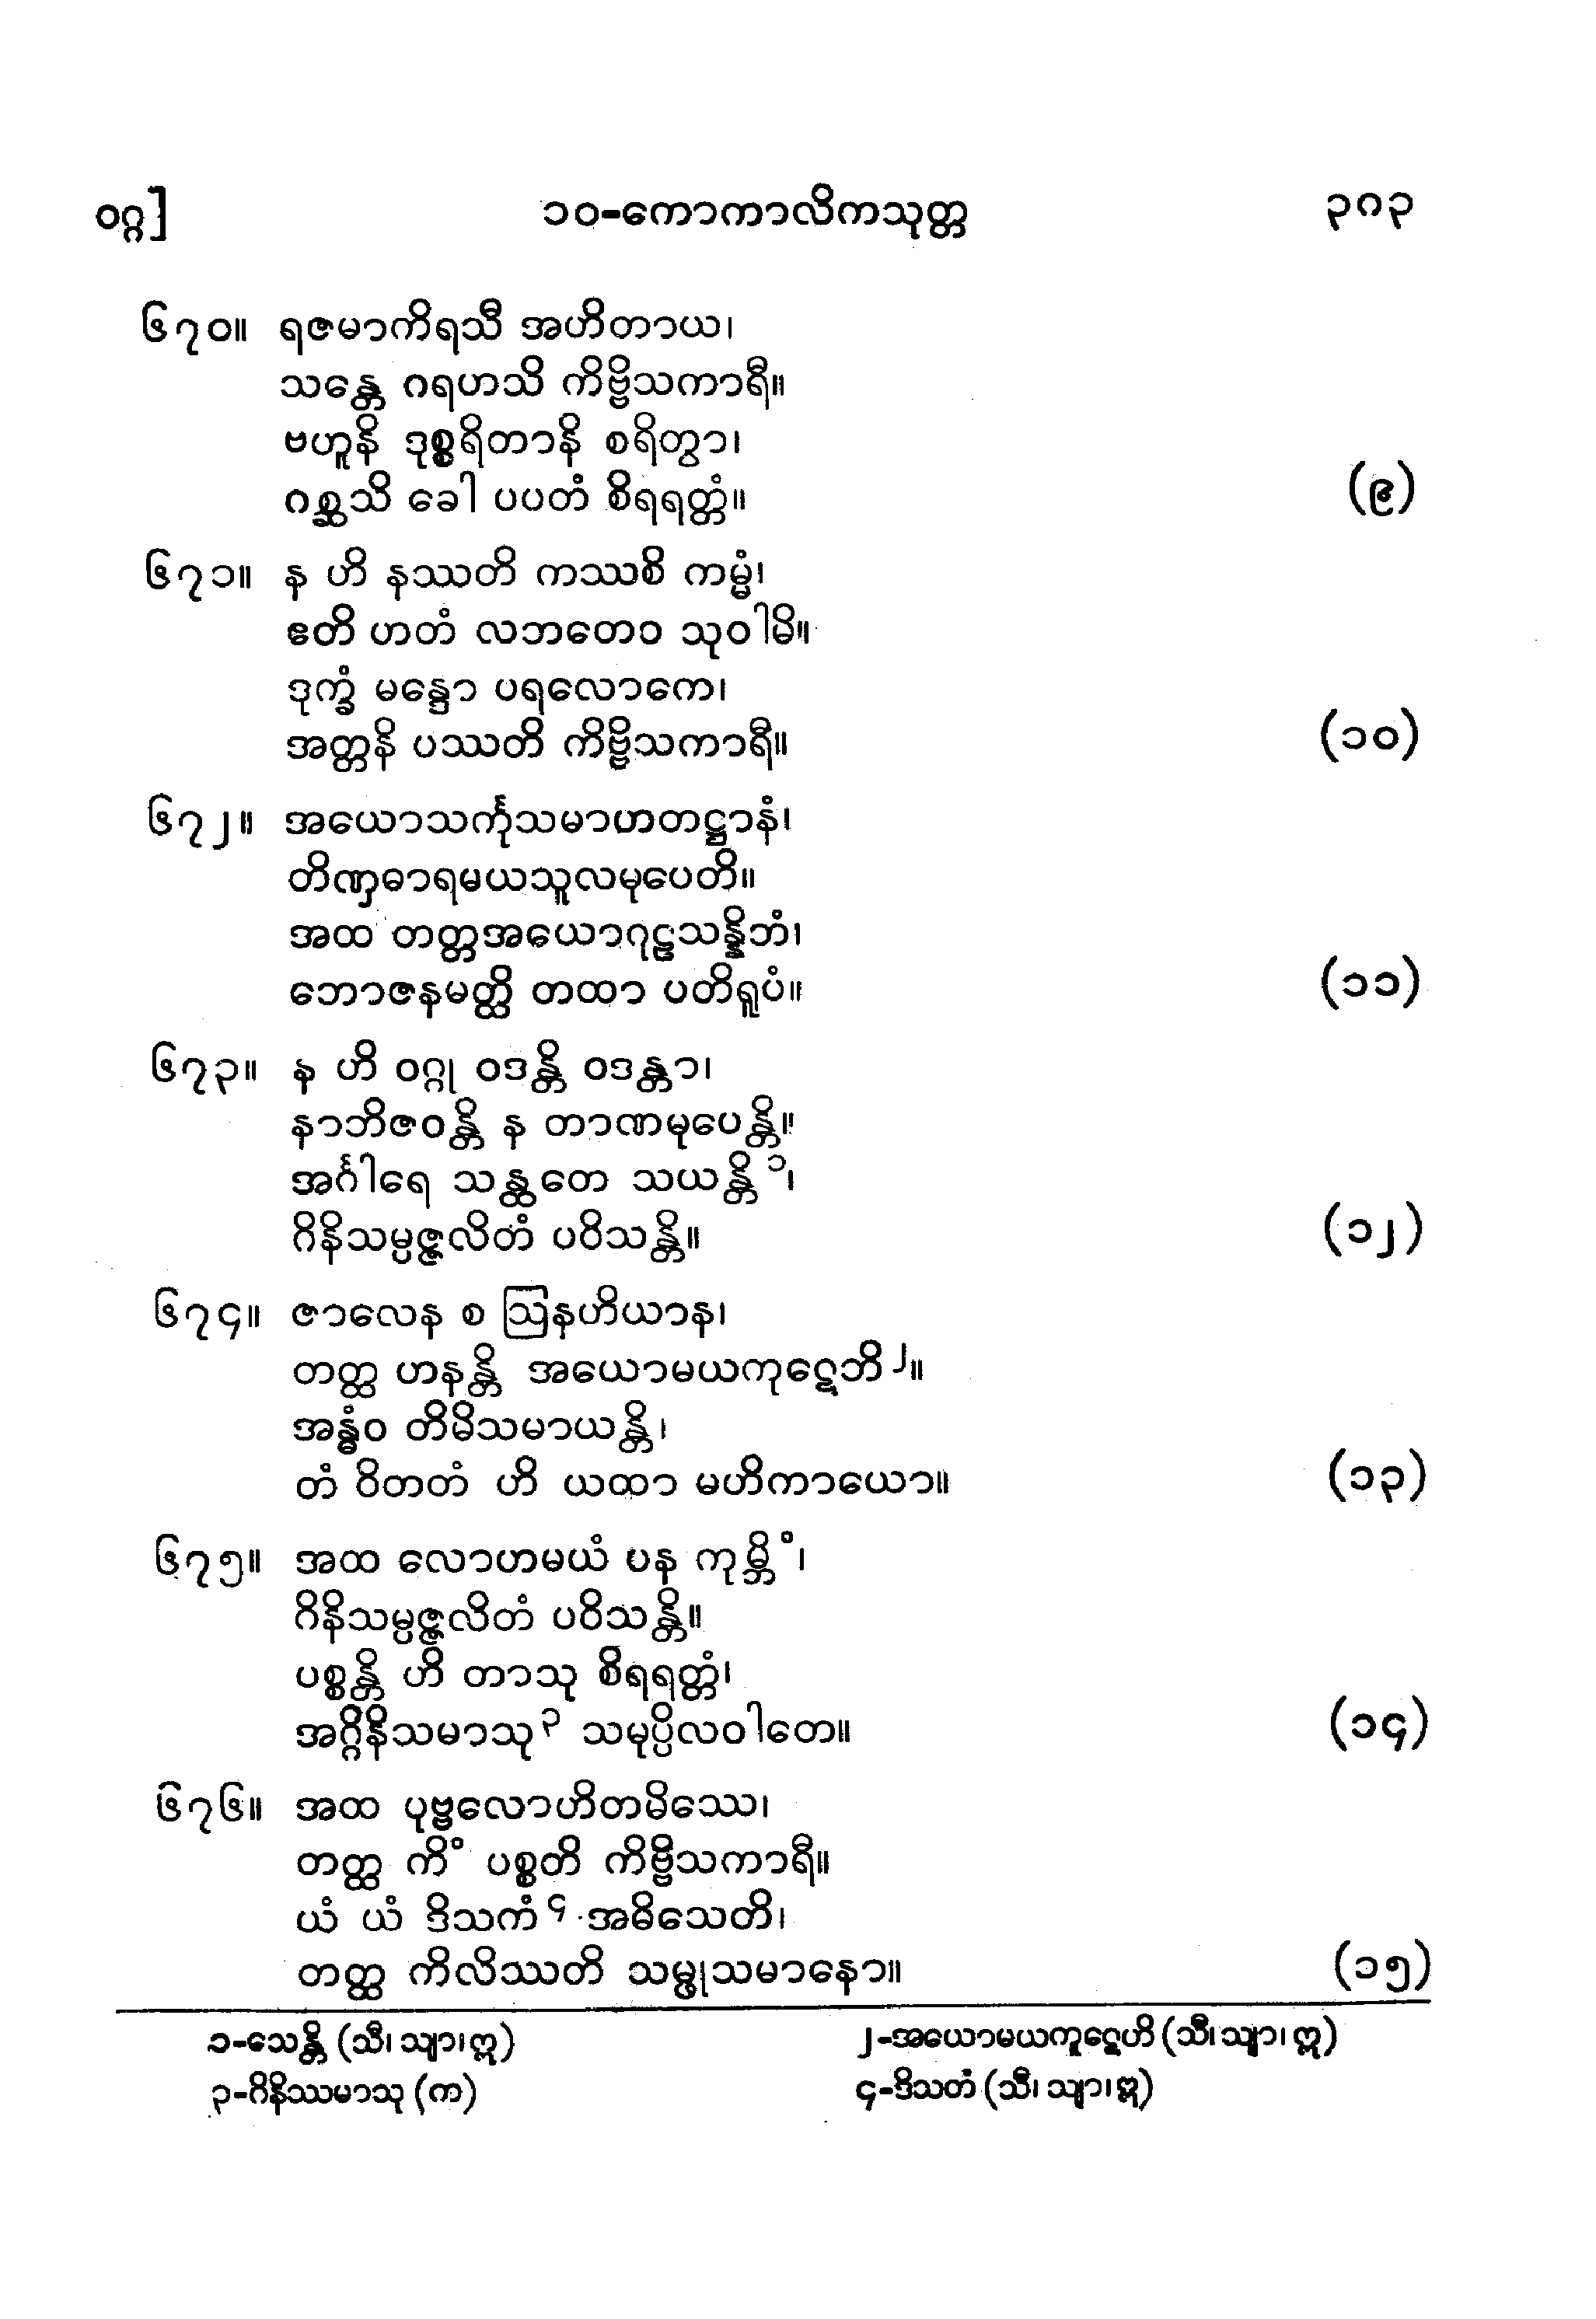 ဝဂ္ဂ]	၁၀-ကောကာလိကသုတ္တ	၃၈၃
၆၇၀။ ရဇမာကိရသီ အဟိတာယ၊
သန္တေ ဂရဟသိ ကိဗ္ဗိသကာရီ။
ဗဟူနိ ဒုစ္စရိတာနိ စရိတွာ၊
ဂစ္ဆသိ ခေါ ပပတံ စိရရတ္တံ။ (၉)
၆၇၁။ န ဟိ နဿတိ ကဿစိ ကမ္မံ၊
ဧတိ ဟတံ လဘတေဝ သုဝါမိ။
ဒုက္ခံ မန္ဒော ပရလောကေ၊
အတ္တနိ ပဿတိ ကိဗ္ဗိသကာရီ။ (၁၀)
၆၇၂။ အယောသင်္ကုသမာဟတဋ္ဌာနံ၊
တိဏှဓာရမယသူလမုပေတိ။
အထ တတ္တအယောဂုဠသန္နိဘံ၊
ဘောဇနမတ္ထိ တထာ ပတိရူပံ။ (၁၁)
၆၇၃။ န ဟိ ဝဂ္ဂု ဝဒန္တိ ဝဒန္တာ၊
နာဘိဇဝန္တိ န တာဏမုပေန္တိ။
အင်္ဂါရေ သန္ထတေ သယန္တိ ၁၊
ဂိနိသမ္ပဇ္ဇလိတံ ပဝိသန္တိ။ (၁၂)
၆၇၄။ ဇာလေန စ ဩနဟိယာန၊
တတ္ထ ဟနန္တိ အယောမယကုဋေဘိ ၂။
အန္ဓံဝ တိမိသမာယန္တိ၊
တံ ဝိတတံ ဟိ ယထာ မဟိကာယော။ (၁၃)
၆၇၅။ အထ လောဟမယံ ပန ကုမ္ဘိံ၊
ဂိနိသမ္ပဇ္ဇလိတံ ပဝိသန္တိ။
ပစ္စန္တိ ဟိ တာသု စိရရတ္တံ၊
အဂ္ဂိနိသမာသု ၃ သမုပ္ပိလဝါတေ။ (၁၄)
၆၇၆။ အထ ပုဗ္ဗလောဟိတမိဿေ၊
တတ္ထ ကိံ ပစ္စတိ ကိဗ္ဗိသကာရီ။
ယံ ယံ ဒိသကံ ၄ အဓိသေတိ၊
တတ္ထ ကိလိဿတိ သမ္ဖုသမာနော။ (၁၅)
၁-သေန္တိ (သီ၊ သျာ၊ ဣ)	၂-အယောမယကူဋေဟိ (သီ၊ သျာ၊ ဣ)
၃-ဂိနိဿမာသု (က)	၄-ဒိသတံ (သီ၊ သျာ၊ ဣ)